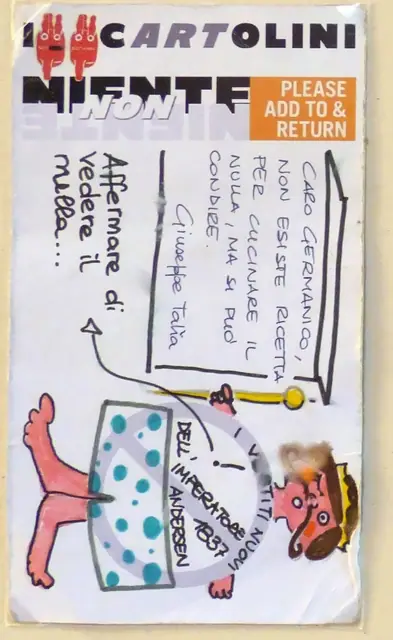 I CARTOLINI
NIENTE
NON
NIENTE
PLEASE
ADD TO &
RETURN
CARO GERMANICO,
NON ESISTE RICETTA
PER CUCINARE IL
NULLA, MA SI PUÒ
CONDIRE.
Giuseppe Talia
Affermare di
vedere il
nulla...
I VESTITI NUOVI
DELL'IMPERATORE
1837
ANDERSEN
!